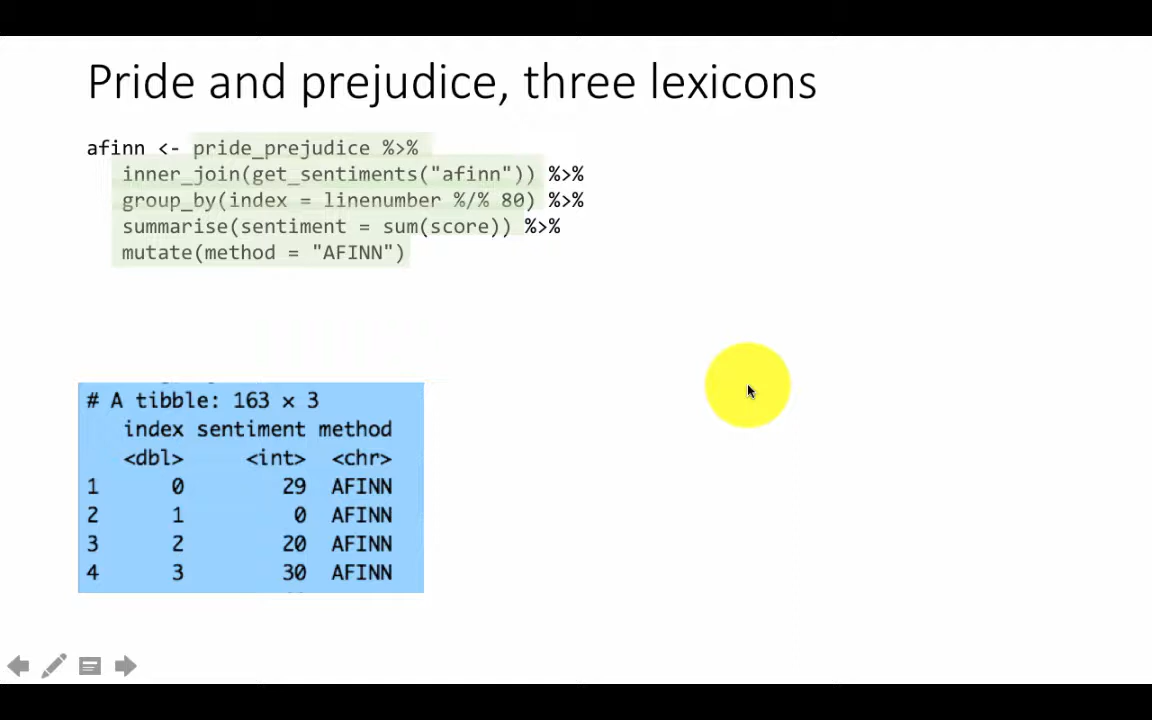 Pride and prejudice, three lexicons
afinn <- pride_prejudice %>%
inner_join(get_sentiments("afinn")) %>%
group_by(index = linenumber %/% 80) %>%
summarise(sentiment = sum(score)) %>%
mutate(method = "AFINN")
# A tibble: 163 × 3
index sentiment method
<dbl> <int> <chr>
1 0 29 AFINN
2 1 0 AFINN
3 2 20 AFINN
4 3 30 AFINN